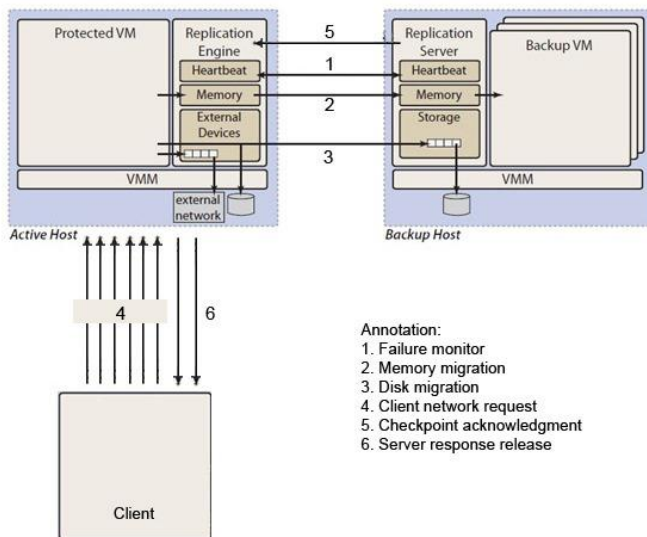 Protected VM
Replication
Engine
Heartbeat
Memory
External
Devices
VMM
external
network
Active Host
5
1
2
3
Replication
Server
Heartbeat
Memory
Storage
Backup VM
VMM
Backup Host
4
6
Client
Annotation:
1. Failure monitor
2. Memory migration
3. Disk migration
4. Client network request
5. Checkpoint acknowledgment
6. Server response release